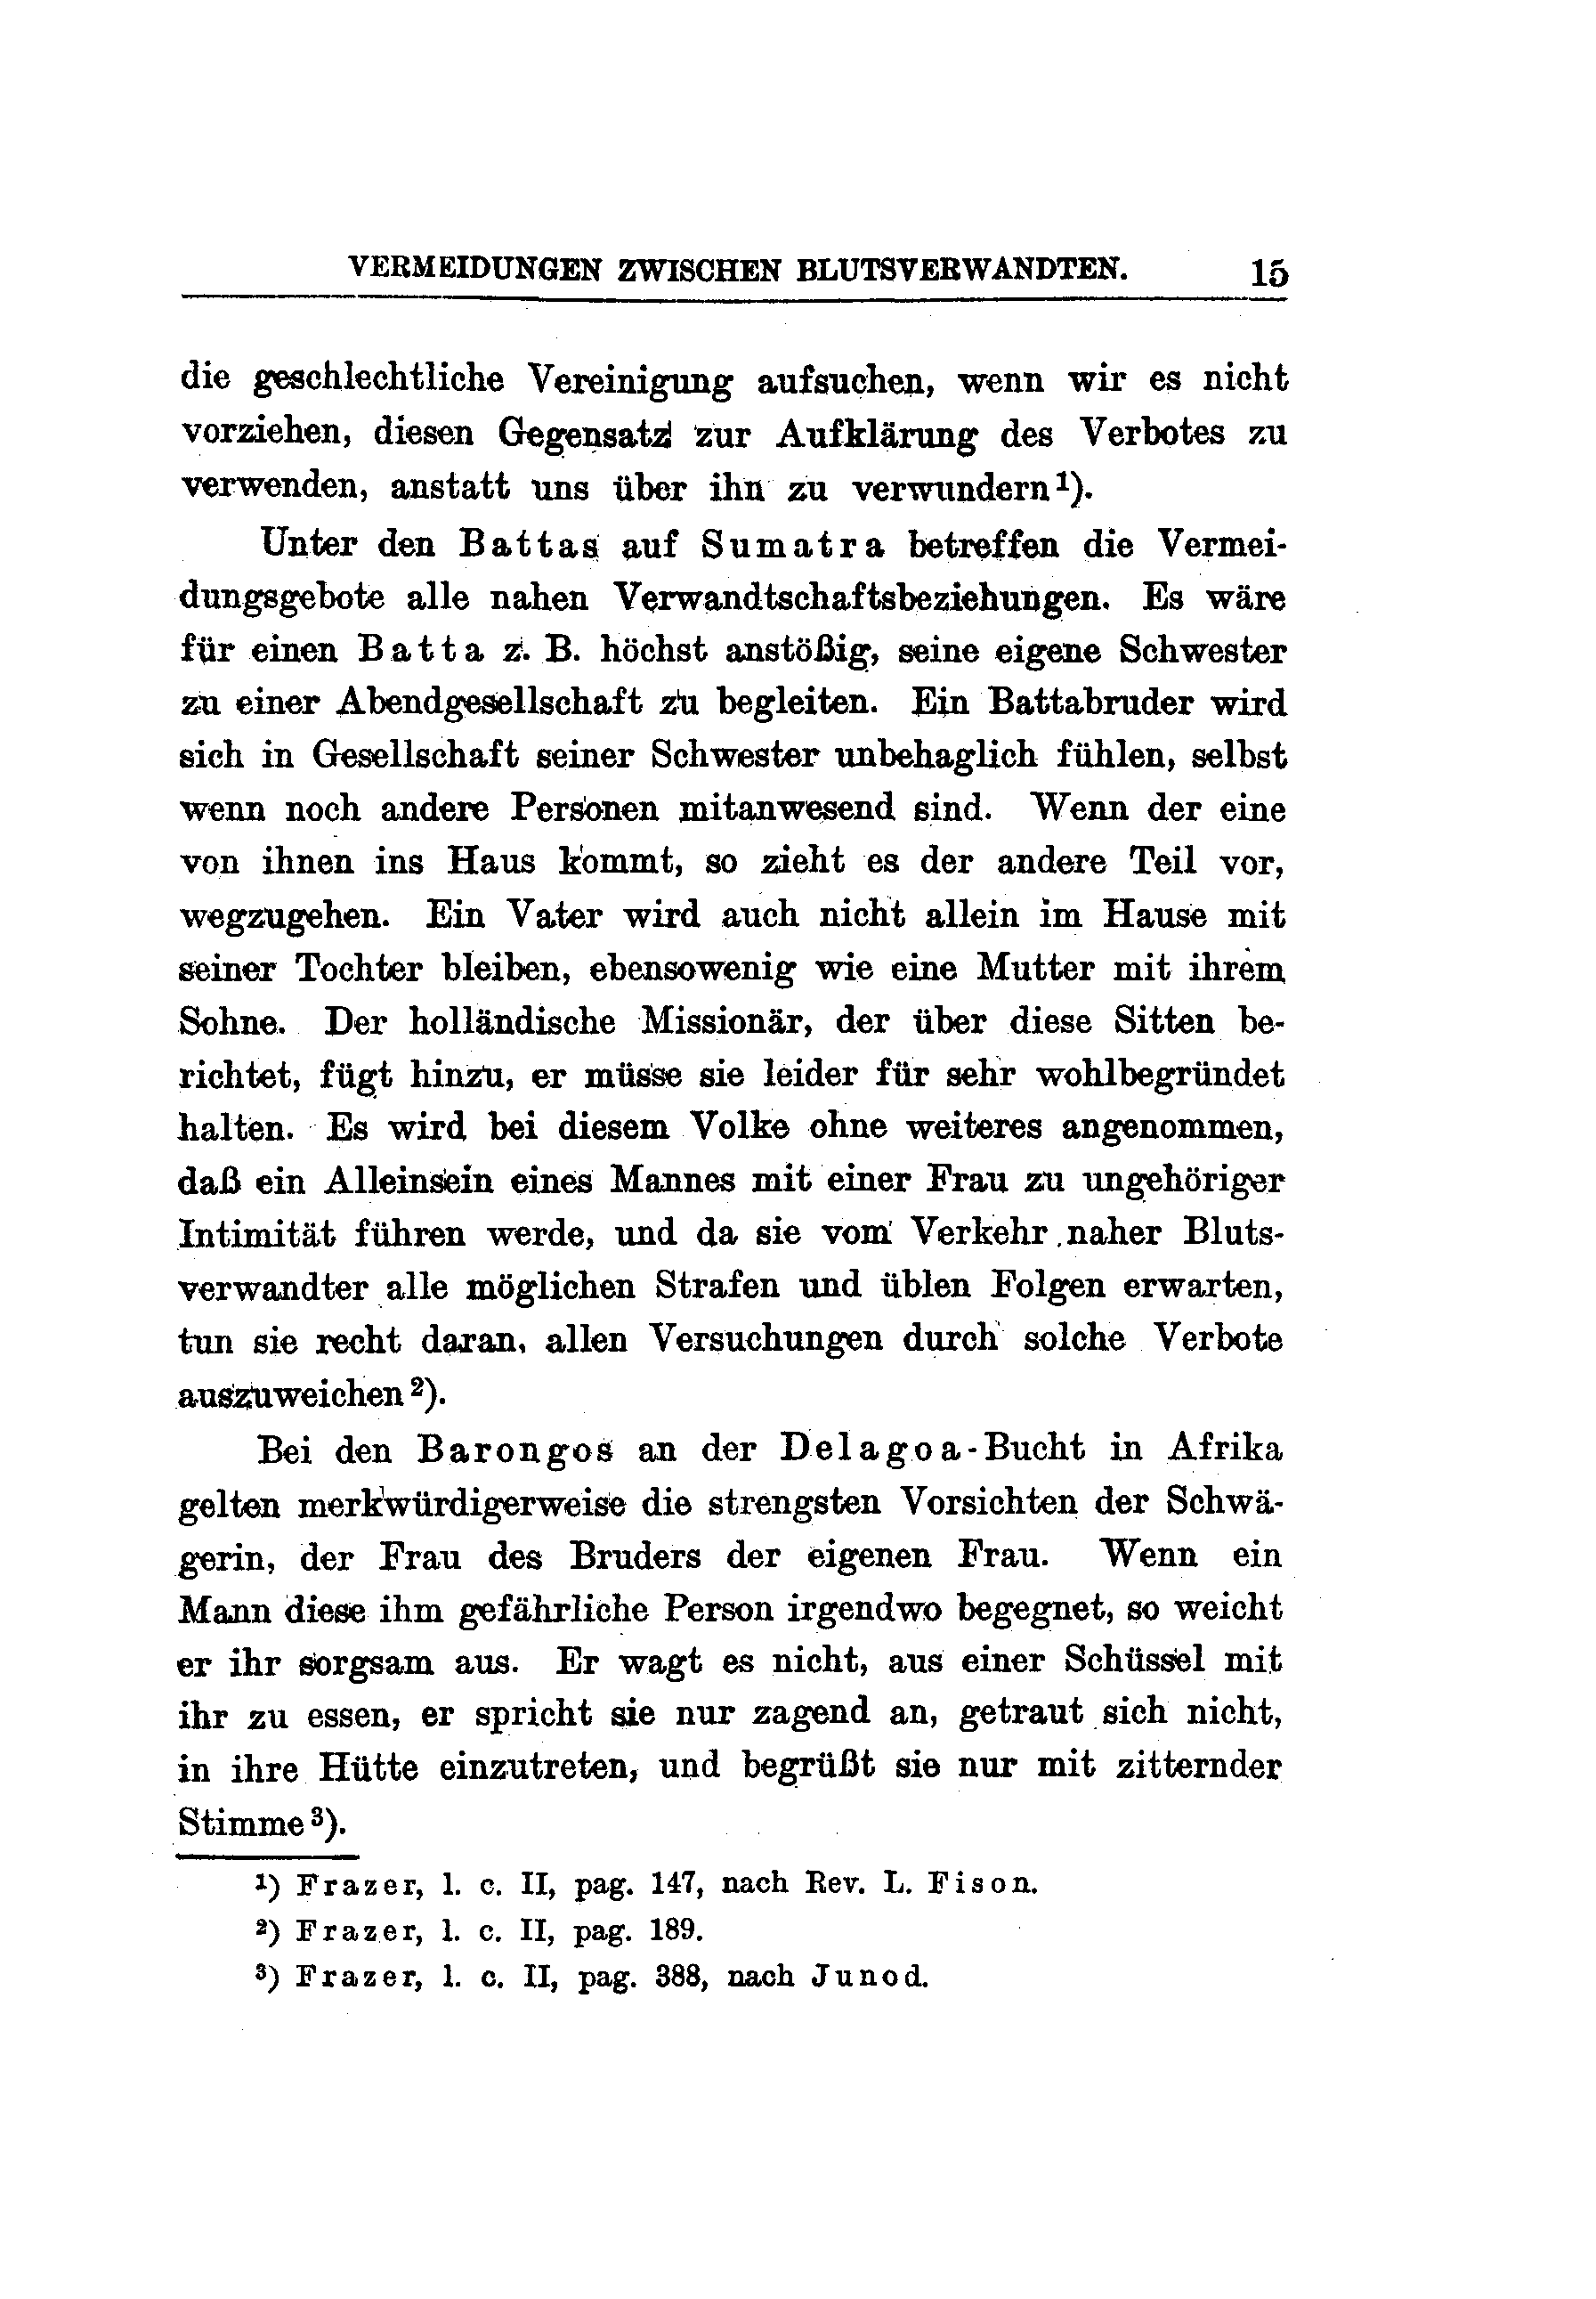 VERMEIDUNGEN ZWISCHEN BLUTSVERWANDTEN. 15
die geschlechtliche Vereinigung aufsuchen, wenn wir es nicht
vorziehen, diesen Gegensatz zur Aufklärung des Verbotes zu
verwenden, anstatt uns über ihn zu verwundern¹).
Unter den Battas auf Sumatra betreffen die Vermei-
dungsgebote alle nahen Verwandtschaftsbeziehungen. Es wäre
für einen Batta z. B. höchst anstößig, seine eigene Schwester
zu einer Abendgesellschaft zu begleiten. Ein Battabruder wird
sich in Gesellschaft seiner Schwester unbehaglich fühlen, selbst
wenn noch andere Personen mitanwesend sind. Wenn der eine
von ihnen ins Haus kommt, so zieht es der andere Teil vor,
wegzugehen. Ein Vater wird auch nicht allein im Hause mit
seiner Tochter bleiben, ebensowenig wie eine Mutter mit ihrem
Sohne. Der holländische Missionär, der über diese Sitten be-
richtet, fügt hinzu, er müsse sie leider für sehr wohlbegründet
halten. Es wird bei diesem Volke ohne weiteres angenommen,
daß ein Alleinsein eines Mannes mit einer Frau zu ungehöriger
Intimität führen werde, und da sie vom Verkehr naher Bluts-
verwandter alle möglichen Strafen und üblen Folgen erwarten,
tun sie recht daran, allen Versuchungen durch solche Verbote
auszuweichen²).
Bei den Barongos an der Delagoa-Bucht in Afrika
gelten merkwürdigerweise die strengsten Vorsichten der Schwä-
gerin, der Frau des Bruders der eigenen Frau. Wenn ein
Mann diese ihm gefährliche Person irgendwo begegnet, so weicht
er ihr sorgsam aus. Er wagt es nicht, aus einer Schüssel mit
ihr zu essen, er spricht sie nur zagend an, getraut sich nicht,
in ihre Hütte einzutreten, und begrüßt sie nur mit zitternder
Stimme³).
¹) Frazer, l. c. II, pag. 147, nach Rev. L. Fison.
²) Frazer, l. c. II, pag. 189.
³) Frazer, l. c. II, pag. 388, nach Junod.